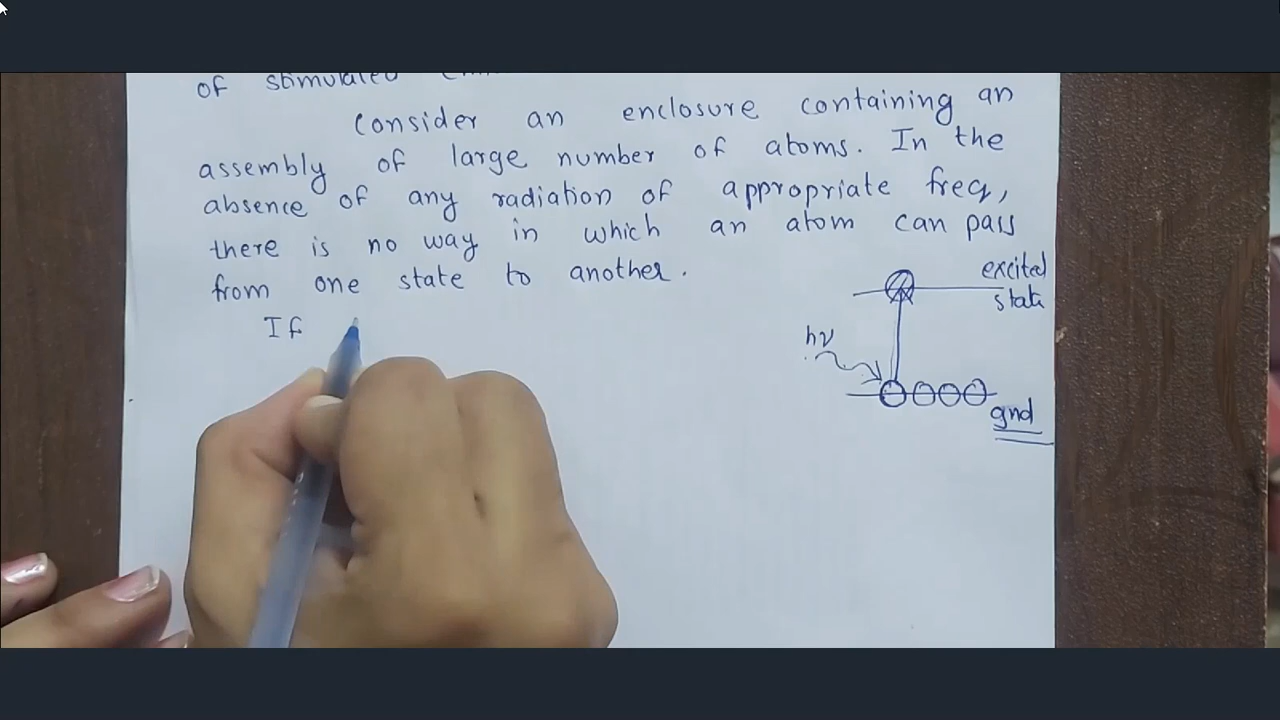 of stimulated
Consider an enclosure containing an
assembly of large number of atoms. In the
absence of any radiation of appropriate freq,
there is no way in which an atom can pass
from one state to another.
If
excited
state
hν
gnd